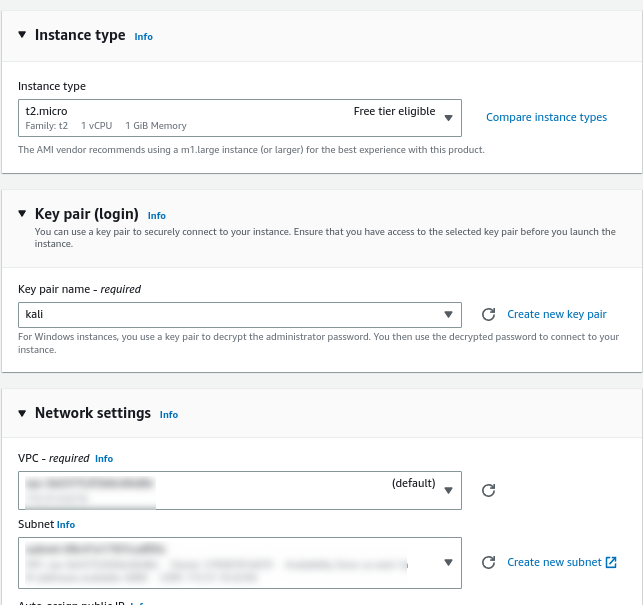 Instance type Info
Instance type
t2.micro Free tier eligible
Family: t2 1 vCPU 1 GiB Memory
Compare instance types
The AMI vendor recommends using a m1.large instance (or larger) for the best experience with this product.
Key pair (login) Info
You can use a key pair to securely connect to your instance. Ensure that you have access to the selected key pair before you launch the
instance.
Key pair name - required
kali
Create new key pair
For Windows instances, you use a key pair to decrypt the administrator password. You then use the decrypted password to connect to your
instance.
Network settings Info
VPC - required Info
(default)
Subnet Info
Create new subnet
Auto-assign public IP Info